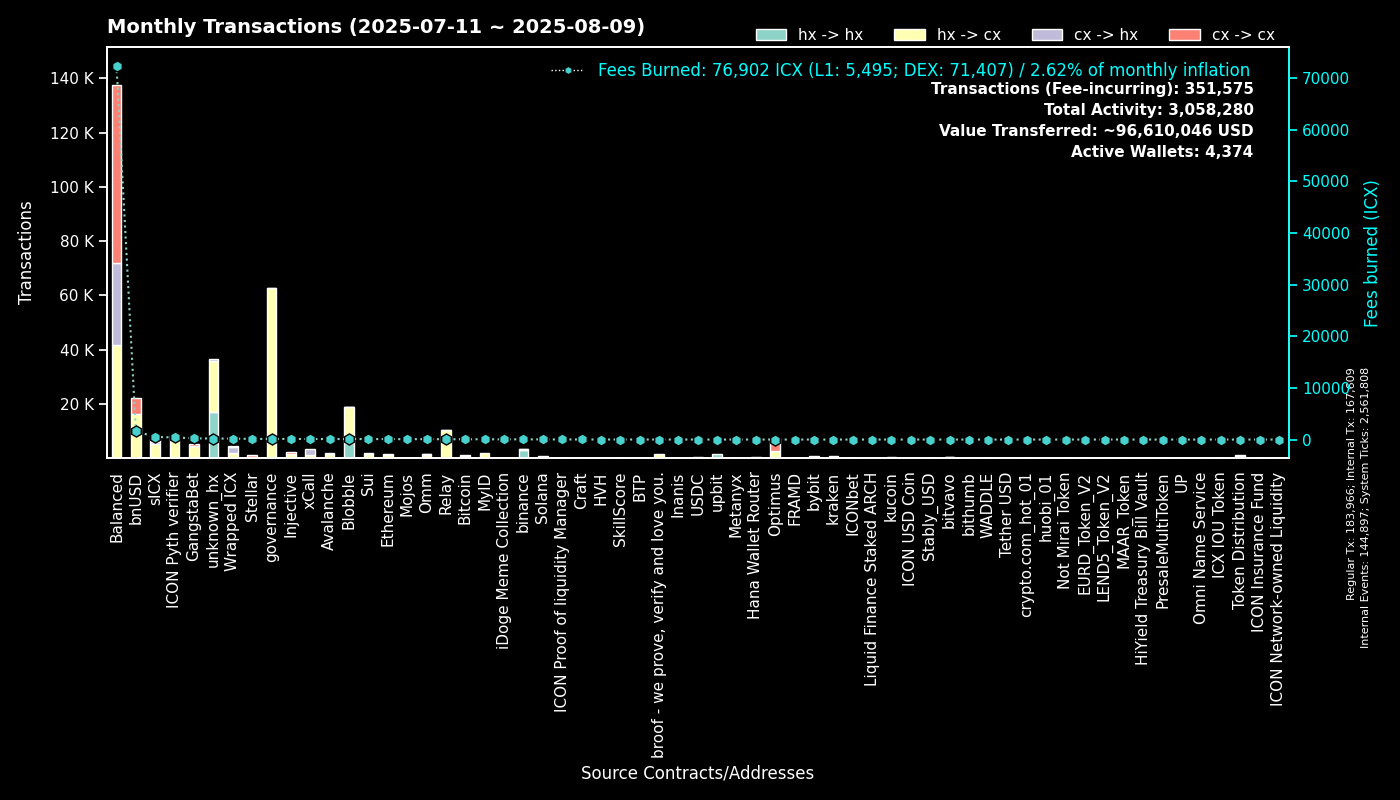 Monthly Transactions (2025-07-11 ~ 2025-08-09)
hx -> hx
hx -> cx
cx -> hx
cx -> cx
Fees Burned: 76,902 ICX (L1: 5,495; DEX: 71,407) / 2.62% of monthly inflation
Transactions (Fee-incurring): 351,575
Total Activity: 3,058,280
Value Transferred: ~96,610,046 USD
Active Wallets: 4,374
Transactions
140 K
120 K
100 K
80 K
60 K
40 K
20 K
70000
60000
50000
40000
30000
20000
10000
0
Fees burned (ICX)
Regular Tx: 183,966; Internal Tx: 167,609
Internal Events: 144,897; System Ticks: 2,561,808
Balanced
bnUSD
sICX
ICON Pyth verifier
GangstaBet
unknown_hx
Wrapped_ICX
Stellar
governance
Injective
xCall
Avalanche
Blobble
Sui
Ethereum
Mojos
Omm
Relay
Bitcoin
MyID
iDoge Meme Collection
binance
Solana
ICON Proof of liquidity Manager
Craft
HVH
SkillScore
BTP
broof - we prove, verify and love you.
Inanis
USDC
upbit
Metanyx
Hana Wallet Router
Optimus
FRAMD
bybit
kraken
ICONbet
Liquid Finance Staked ARCH
kucoin
ICON USD Coin
Stably_USD
bitvavo
bithumb
WADDLE
Tether USD
crypto.com_hot_01
huobi_01
Not Mirai Token
EURD_Token_V2
LEND5_Token_V2
MAAR_Token
HiYield Treasury Bill Vault
PresaleMultiToken
UP
Omni Name Service
ICX IOU Token
Token Distribution
ICON Insurance Fund
ICON Network-owned Liquidity
Source Contracts/Addresses